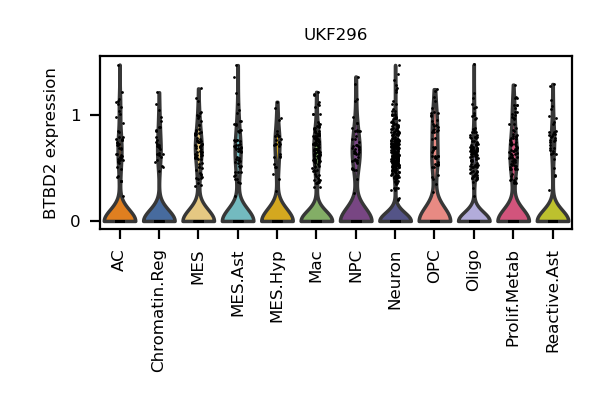 UKF296
BTBD2 expression
1
0
AC
Chromatin.Reg
MES
MES.Ast
MES.Hyp
Mac
NPC
Neuron
OPC
Oligo
Prolif.Metab
Reactive.Ast